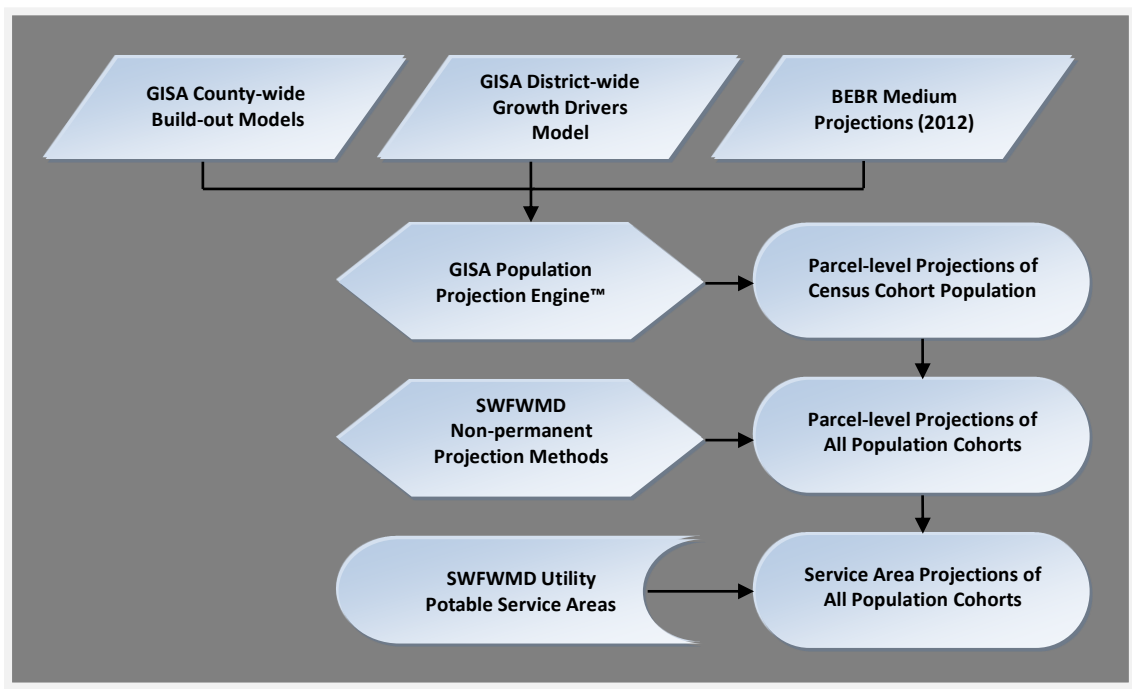 GISA County-wide
Build-out Models
GISA District-wide
Growth Drivers
Model
BEBR Medium
Projections (2012)
GISA Population
Projection Engine™
Parcel-level Projections of
Census Cohort Population
SWFWMD
Non-permanent
Projection Methods
Parcel-level Projections of
All Population Cohorts
SWFWMD Utility
Potable Service Areas
Service Area Projections of
All Population Cohorts